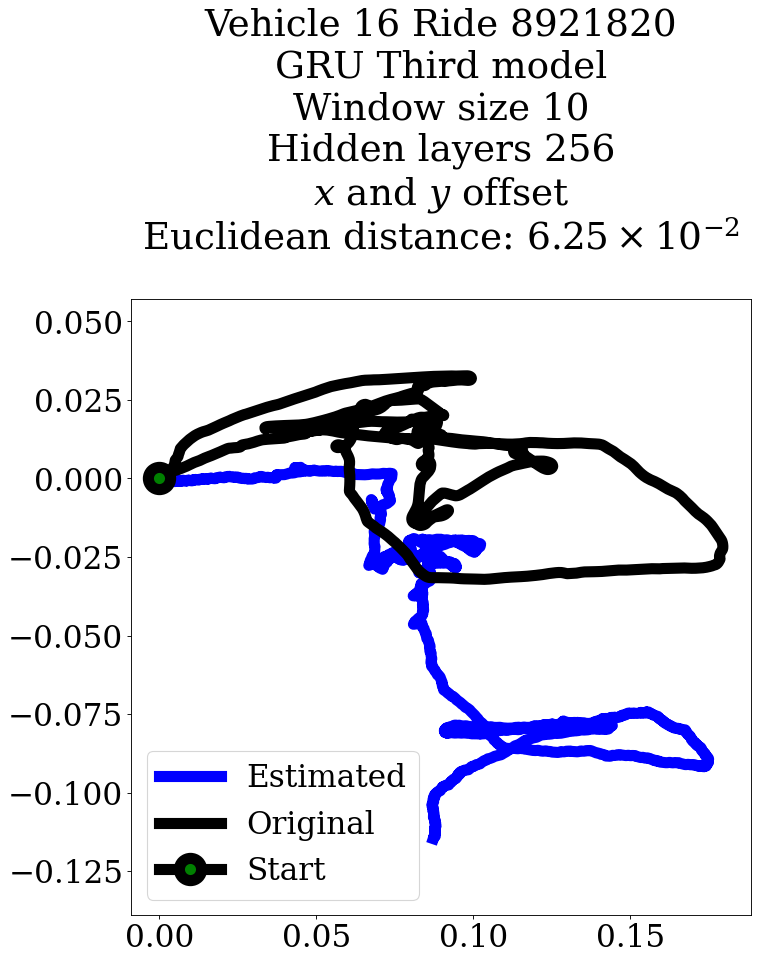 Vehicle 16 Ride 8921820
GRU Third model
Window size 10
Hidden layers 256
x and y offset
Euclidean distance: 6.25 × 10⁻²
0.050
0.025
0.000
−0.025
−0.050
−0.075
−0.100
−0.125
Estimated
Original
Start
0.00 0.05 0.10 0.15